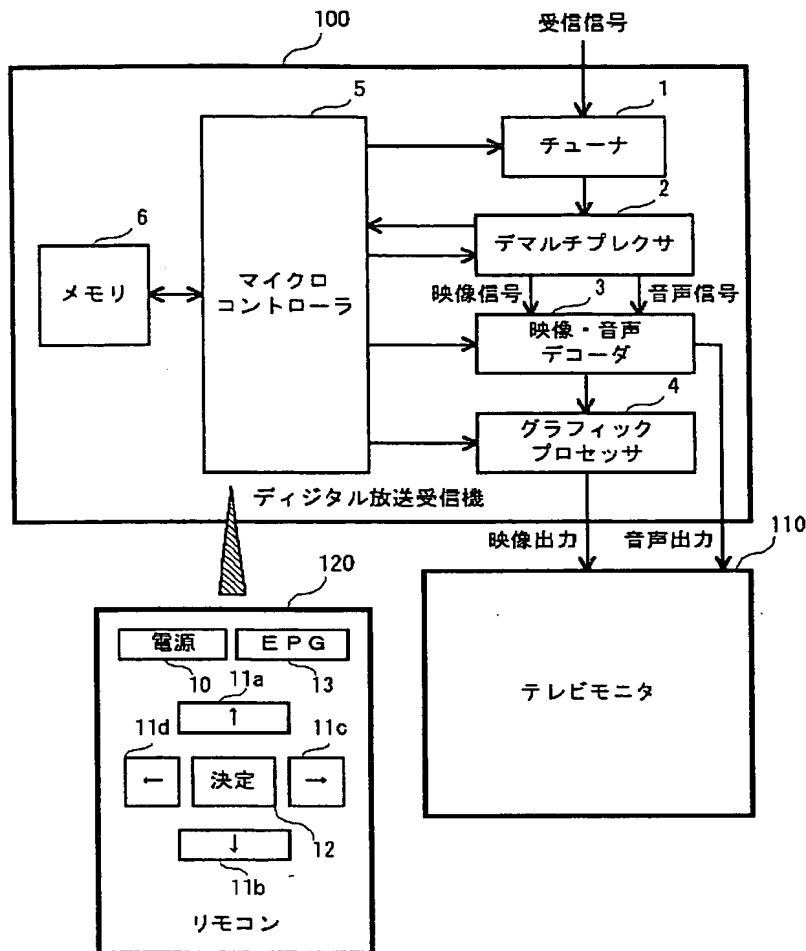 100
受信信号
5
1
チューナ
2
6
デマルチプレクサ
メモリ
マイクロ
コントローラ
映像信号
3
音声信号
映像・音声
デコーダ
4
グラフィック
プロセッサ
ディジタル放送受信機
映像出力
音声出力
110
120
電源
EPG
10
11a
13
↑
11d
11c
←
決定
→
↓
12
11b
リモコン
テレビモニタ